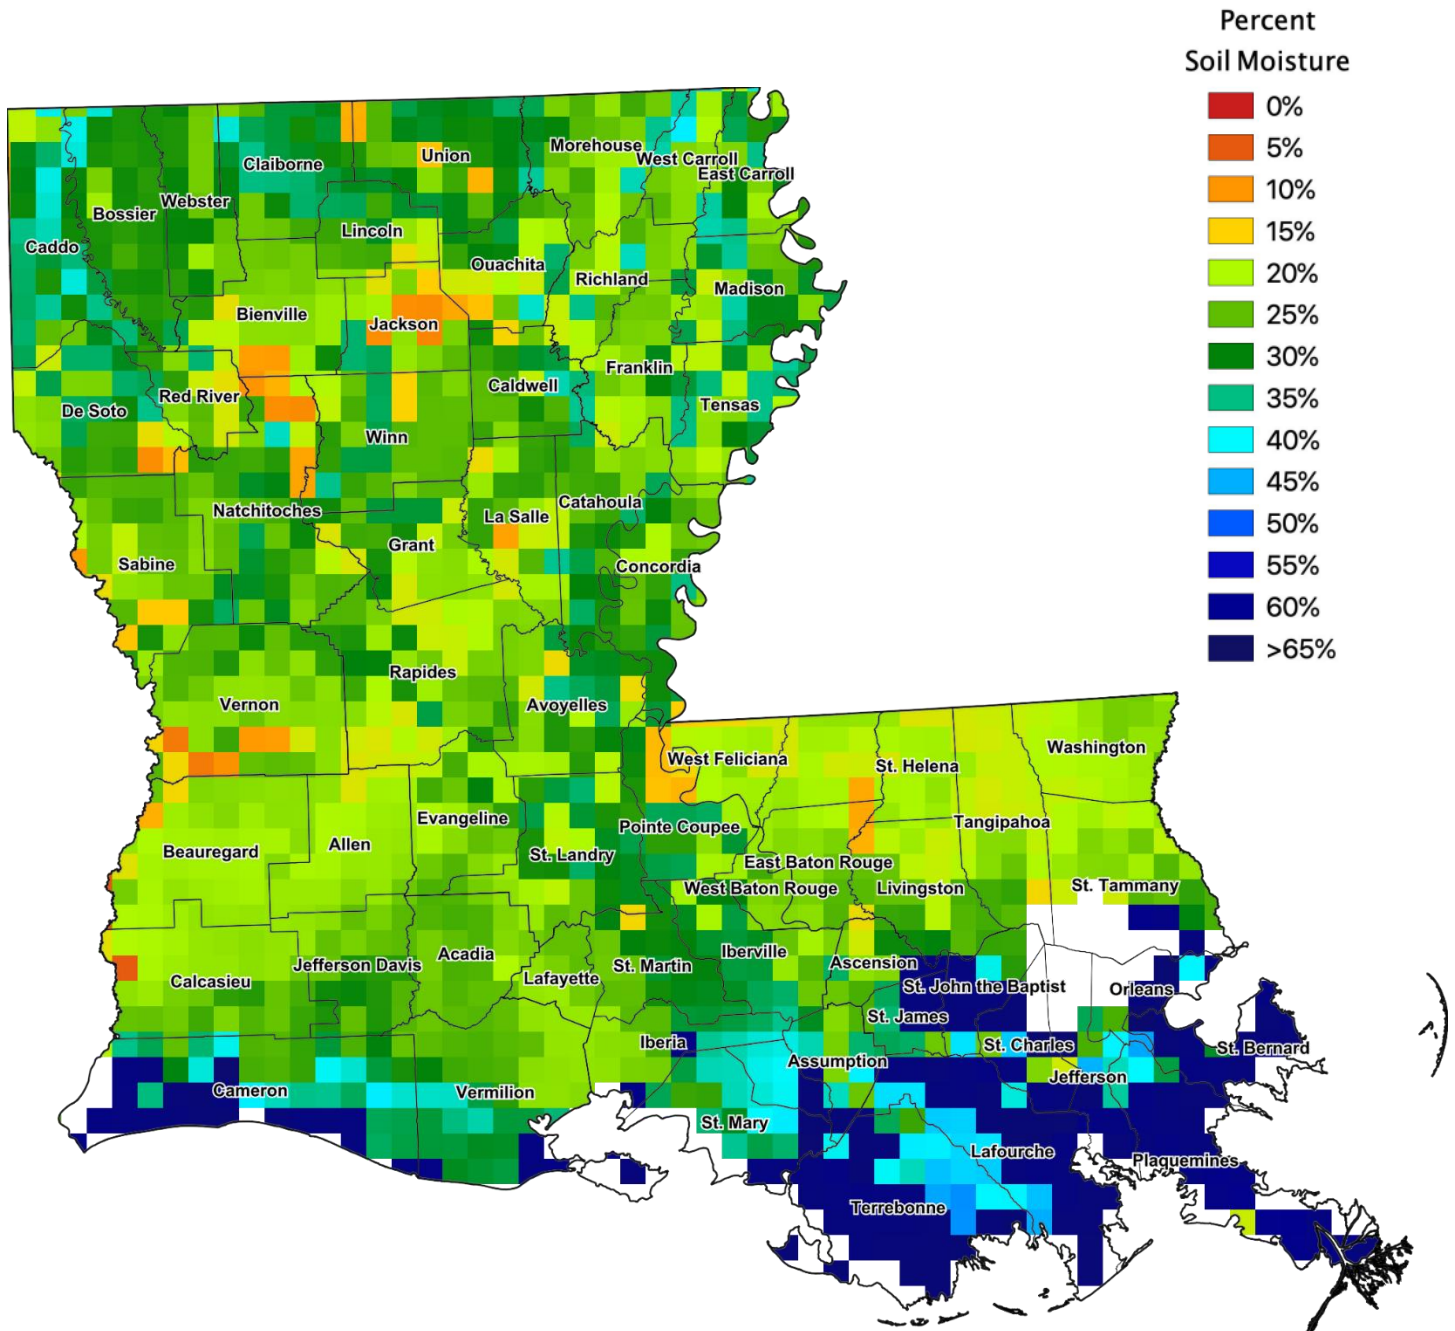 Percent
Soil Moisture
0%
5%
10%
15%
20%
25%
30%
35%
40%
45%
50%
55%
60%
>65%
Claiborne
Union
Morehouse
West Carroll
East Carroll
Bossier
Webster
Caddo
Lincoln
Ouachita
Richland
Madison
Bienville
Jackson
Franklin
Caldwell
Red River
De Soto
Tensas
Winn
Natchitoches
La Salle
Catahoula
Grant
Sabine
Concordia
Rapides
Vernon
Avoyelles
West Feliciana
St. Helena
Washington
Evangeline
Pointe Coupee
Tangipahoa
Beauregard
Allen
St. Landry
East Baton Rouge
West Baton Rouge
Livingston
St. Tammany
Acadia
Iberville
Jefferson Davis
Calcasieu
Lafayette
St. Martin
Ascension
St. John the Baptist
Orleans
St. James
Iberia
St. Charles
St. Bernard
Assumption
Jefferson
Cameron
Vermilion
St. Mary
Lafourche
Plaquemines
Terrebonne